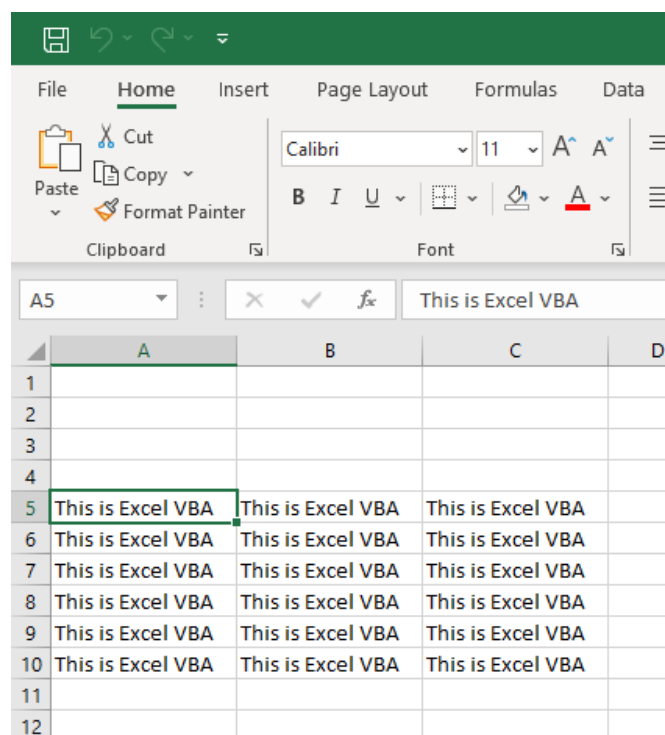 File Home Insert Page Layout Formulas Data
Cut
Calibri 11 A A
Copy
Paste
B I U A
Format Painter
Clipboard Font
A5 fx This is Excel VBA
A B C D
1
2
3
4
5 This is Excel VBA This is Excel VBA This is Excel VBA
6 This is Excel VBA This is Excel VBA This is Excel VBA
7 This is Excel VBA This is Excel VBA This is Excel VBA
8 This is Excel VBA This is Excel VBA This is Excel VBA
9 This is Excel VBA This is Excel VBA This is Excel VBA
10 This is Excel VBA This is Excel VBA This is Excel VBA
11
12